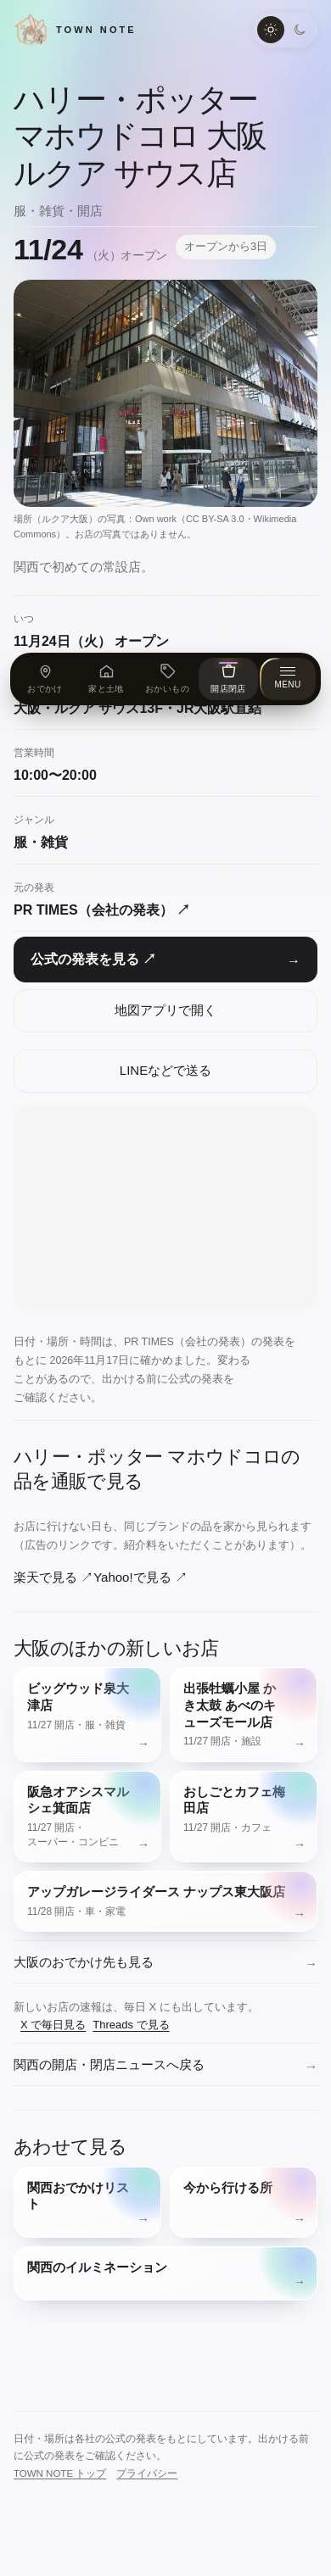 TOWN NOTE
ハリー・ポッター
マホウドコロ 大阪
ルクア サウス店
服・雑貨・開店
11/24（火）オープン オープンから3日
場所（ルクア大阪）の写真：Own work（CC BY-SA 3.0・Wikimedia
Commons）。お店の写真ではありません。
関西で初めての常設店。
いつ
11月24日（火） オープン
おでかけ 家と土地 おかいもの 開店閉店 MENU
大阪・ルクア サウス13F・JR大阪駅直結
営業時間
10:00〜20:00
ジャンル
服・雑貨
元の発表
PR TIMES（会社の発表） ↗
公式の発表を見る ↗ →
地図アプリで開く
LINEなどで送る
日付・場所・時間は、PR TIMES（会社の発表）の発表を
もとに 2026年11月17日に確かめました。変わる
ことがあるので、出かける前に公式の発表を
ご確認ください。
ハリー・ポッター マホウドコロの
品を通販で見る
お店に行けない日も、同じブランドの品を家から見られます
（広告のリンクです。紹介料をいただくことがあります）。
楽天で見る ↗Yahoo!で見る ↗
大阪のほかの新しいお店
ビッグウッド泉大
津店
11/27 開店・服・雑貨
→
出張牡蠣小屋 か
き太鼓 あべのキ
ューズモール店
11/27 開店・施設
→
阪急オアシスマル
シェ箕面店
11/27 開店・
スーパー・コンビニ
→
おしごとカフェ梅
田店
11/27 開店・カフェ
→
アップガレージライダース ナップス東大阪店
11/28 開店・車・家電
→
大阪のおでかけ先も見る →
新しいお店の速報は、毎日 X にも出しています。
X で毎日見る Threads で見る
関西の開店・閉店ニュースへ戻る →
あわせて見る
関西おでかけリス
ト
→
今から行ける所
→
関西のイルミネーション
→
日付・場所は各社の公式の発表をもとにしています。出かける前
に公式の発表をご確認ください。
TOWN NOTE トップ プライバシー